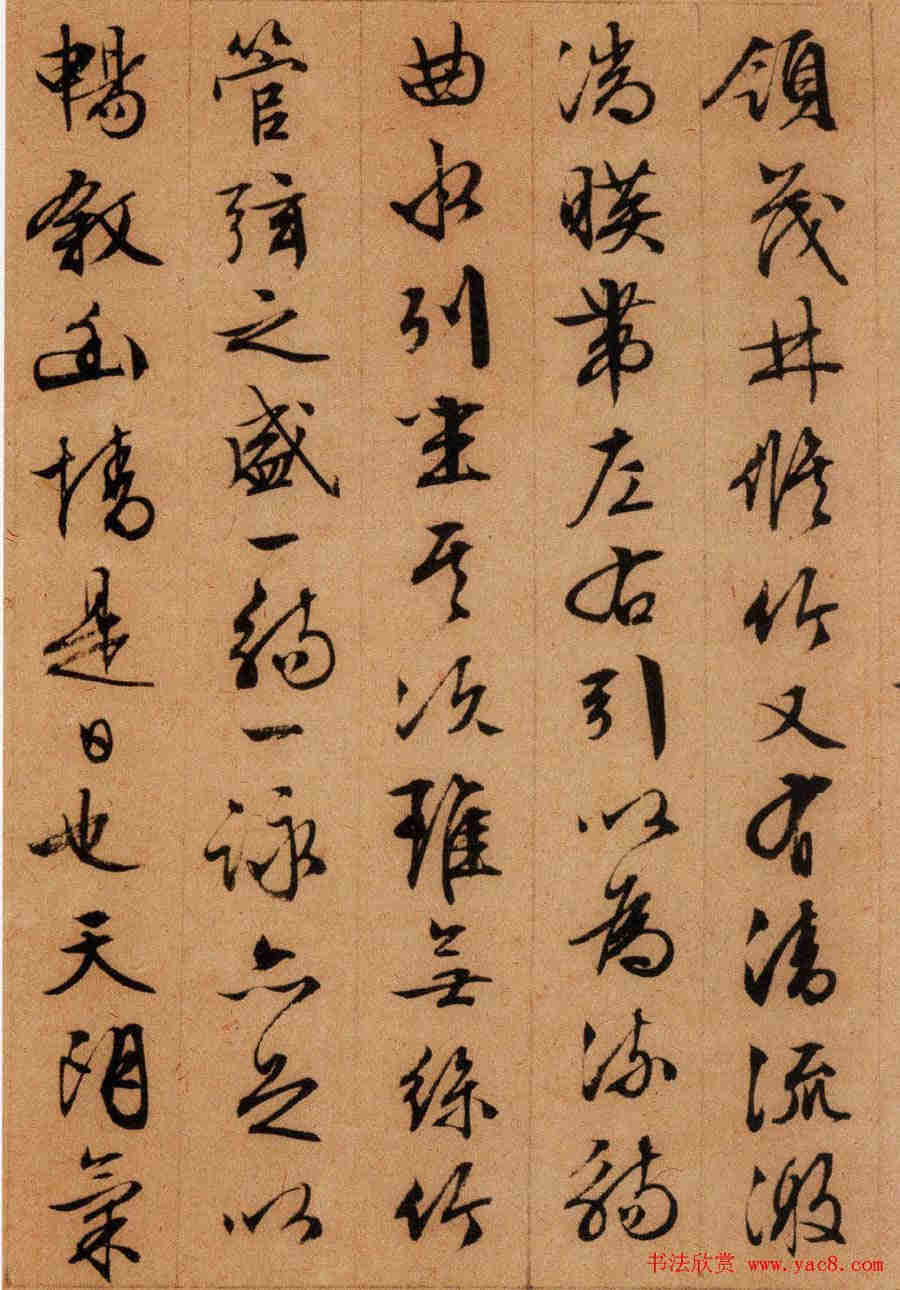 領茂林脩竹又有清流激
湍暎帶左右引以為流觴
曲水列坐其次雖無絲竹
管弦之盛一觴一詠亦足以
暢敘幽情是日也天朗氣
书法欣赏 www.yac8.com